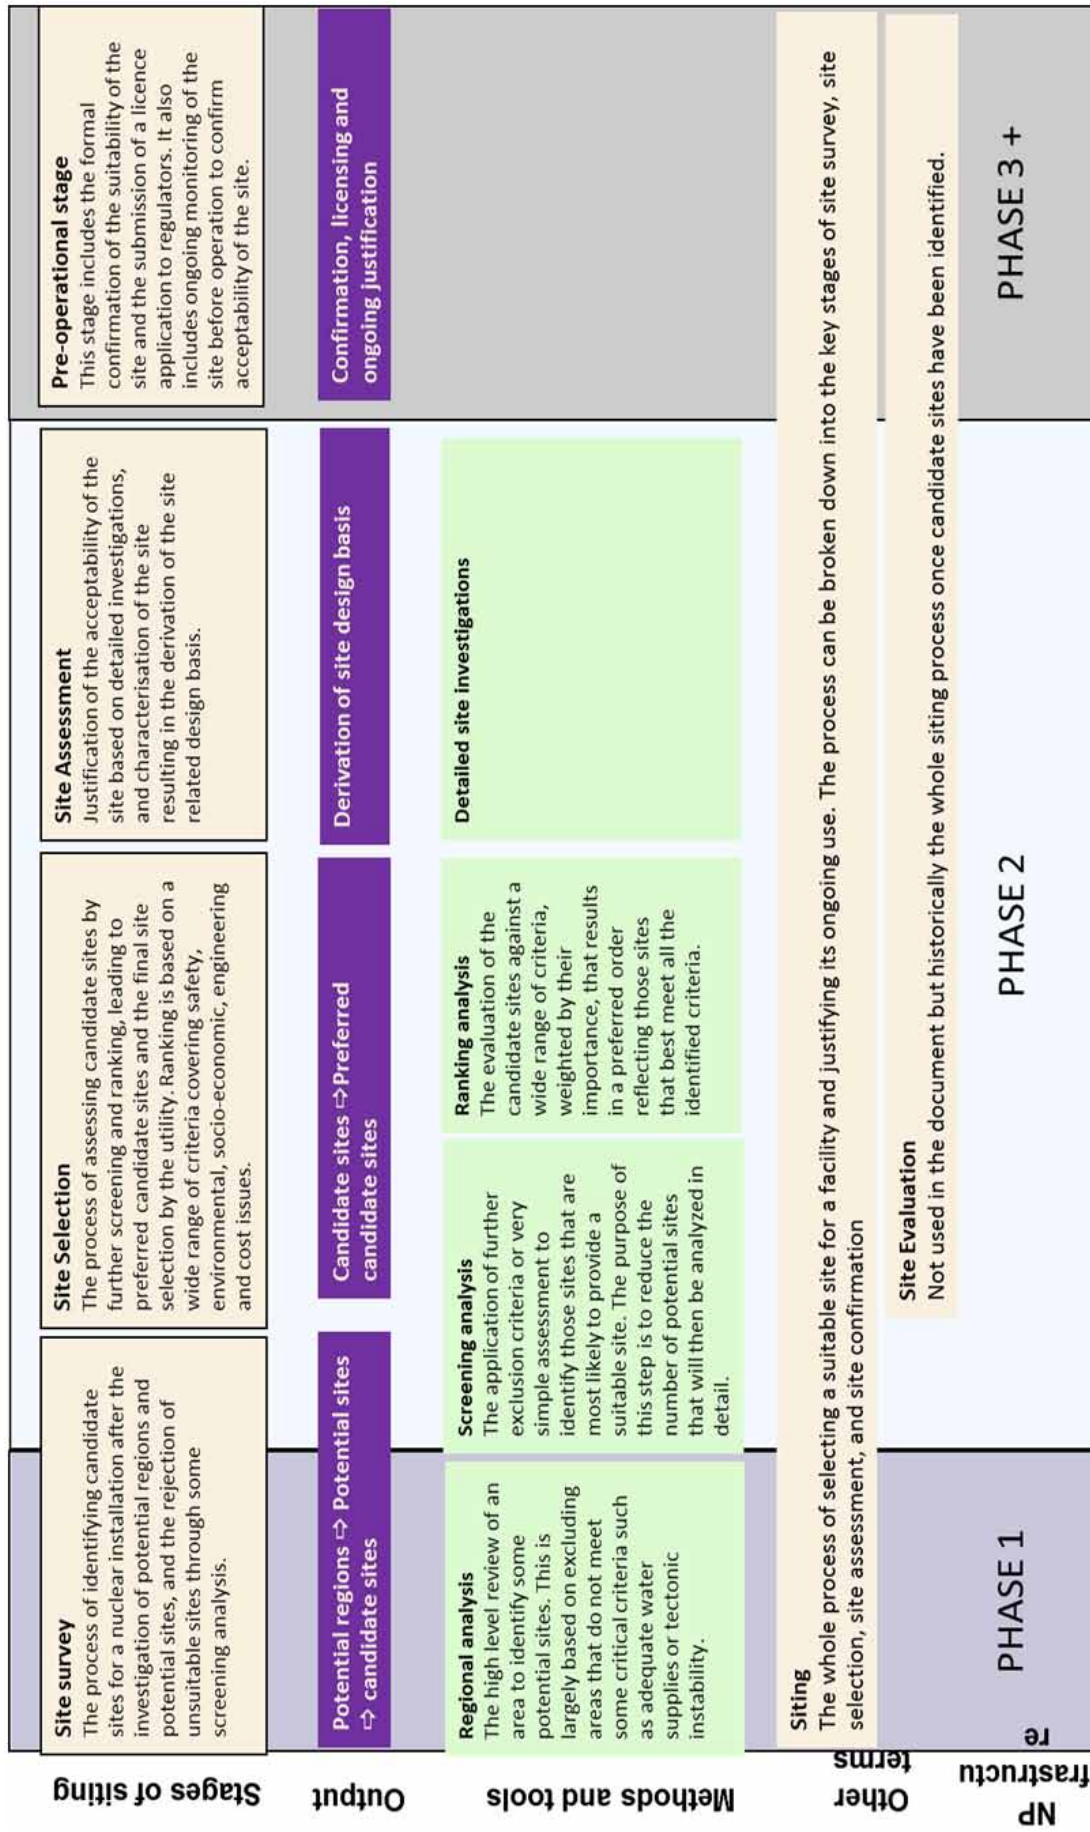 Stages of siting
Site survey
The process of identifying candidate
sites for a nuclear installation after the
investigation of potential regions and
potential sites, and the rejection of
unsuitable sites through some
screening analysis.
Site Selection
The process of assessing candidate sites by
further screening and ranking, leading to
preferred candidate sites and the final site
selection by the utility. Ranking is based on a
wide range of criteria covering safety,
environmental, socio-economic, engineering
and cost issues.
Site Assessment
Justification of the acceptability of the
site based on detailed investigations,
and characterisation of the site
resulting in the derivation of the site
related design basis.
Pre-operational stage
This stage includes the formal
confirmation of the suitability of the
site and the submission of a licence
application to regulators. It also
includes ongoing monitoring of the
site before operation to confirm
acceptability of the site.
Output
Potential regions ⇨ Potential sites
⇨ candidate sites
Candidate sites ⇨Preferred
candidate sites
Derivation of site design basis
Confirmation, licensing and
ongoing justification
Methods and tools
Regional analysis
The high level review of an
area to identify some
potential sites. This is
largely based on excluding
areas that do not meet
some critical criteria such
as adequate water
supplies or tectonic
instability.
Screening analysis
The application of further
exclusion criteria or very
simple assessment to
identify those sites that are
most likely to provide a
suitable site. The purpose of
this step is to reduce the
number of potential sites
that will then be analyzed in
detail.
Ranking analysis
The evaluation of the
candidate sites against a
wide range of criteria,
weighted by their
importance, that results
in a preferred order
reflecting those sites
that best meet all the
identified criteria.
Detailed site investigations
Other
terms
Siting
The whole process of selecting a suitable site for a facility and justifying its ongoing use. The process can be broken down into the key stages of site survey, site
selection, site assessment, and site confirmation
Site Evaluation
Not used in the document but historically the whole siting process once candidate sites have been identified.
NP
frastructu
re
PHASE 1
PHASE 2
PHASE 3 +